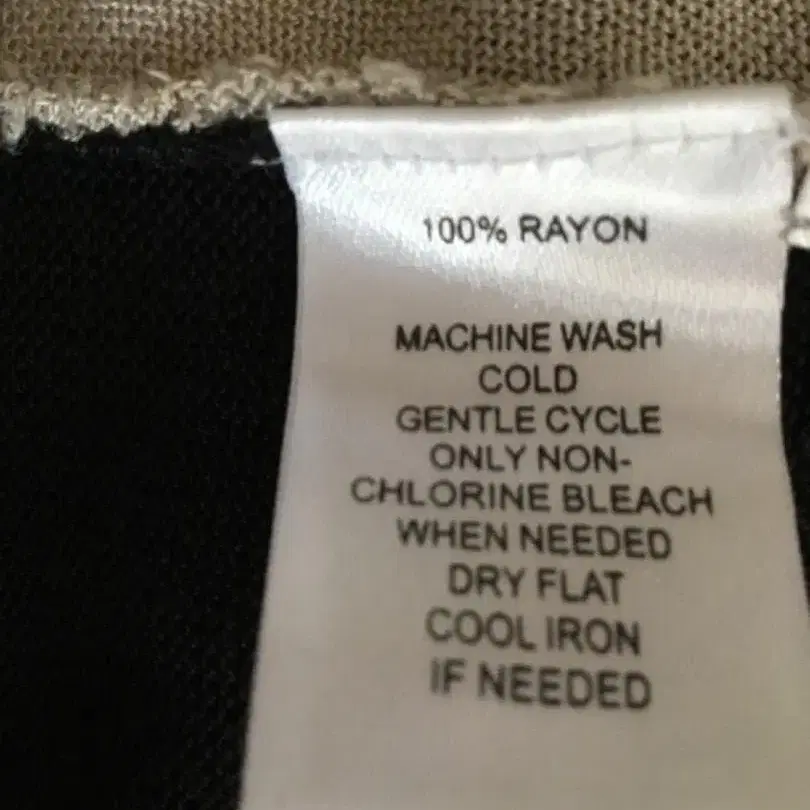 100% RAYON
MACHINE WASH
COLD
GENTLE CYCLE
ONLY NON-
CHLORINE BLEACH
WHEN NEEDED
DRY FLAT
COOL IRON
IF NEEDED